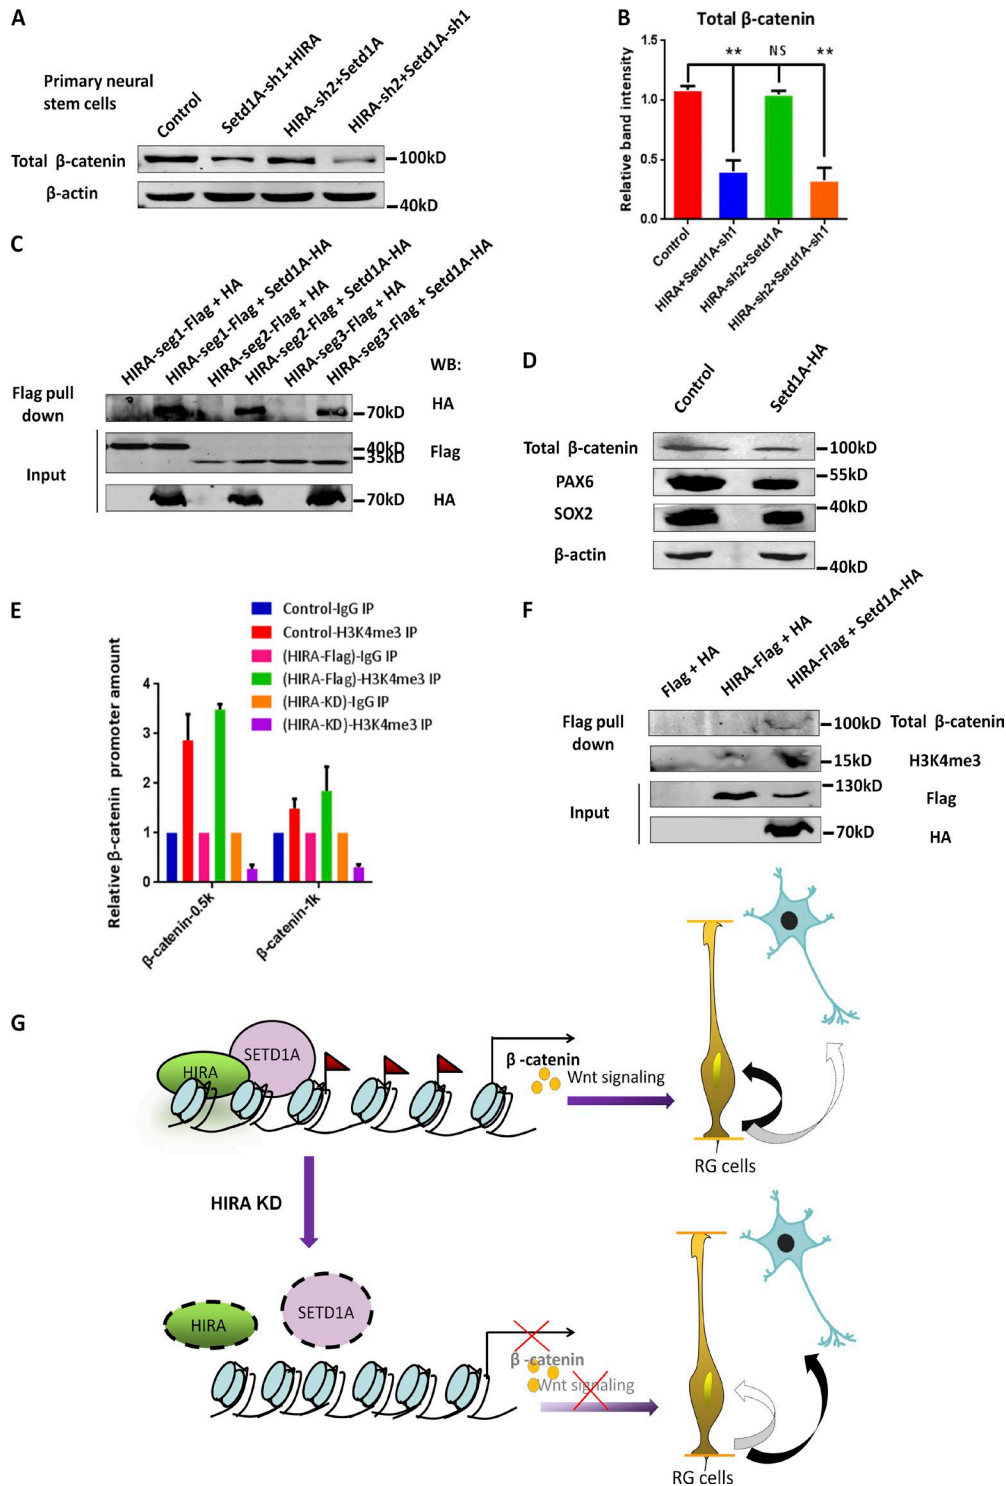 A
Primary neural
stem cells
Control
Setd1A-sh1+HIRA
HIRA-sh2+Setd1A
HIRA-sh2+Setd1A-sh1
Total β-catenin
100kD
β-actin
40kD
B
Total β-catenin
Relative band intensity
1.0
0.5
0.0
**
NS
**
Control
HIRA+Setd1A-sh1
HIRA-sh2+Setd1A
HIRA-sh2+Setd1A-sh1
C
HIRA-seg1-Flag + HA
HIRA-seg1-Flag + Setd1A-HA
HIRA-seg2-Flag + HA
HIRA-seg2-Flag + Setd1A-HA
HIRA-seg3-Flag + HA
HIRA-seg3-Flag + Setd1A-HA
WB:
Flag pull
down
70kD
HA
Input
40kD
35kD
Flag
70kD
HA
D
Control
Setd1A-HA
Total β-catenin
100kD
PAX6
55kD
SOX2
40kD
β-actin
40kD
E
Control-IgG IP
Control-H3K4me3 IP
(HIRA-Flag)-IgG IP
(HIRA-Flag)-H3K4me3 IP
(HIRA-KD)-IgG IP
(HIRA-KD)-H3K4me3 IP
Relative β-catenin promoter amount
4
3
2
1
0
β-catenin-0.5k
β-catenin-1k
F
Flag + HA
HIRA-Flag + HA
HIRA-Flag + Setd1A-HA
Flag pull
down
100kD
Total β-catenin
15kD
H3K4me3
Input
130kD
Flag
70kD
HA
G
HIRA
SETD1A
β-catenin
Wnt signaling
RG cells
HIRA KD
HIRA
SETD1A
β-catenin
Wnt signaling
RG cells